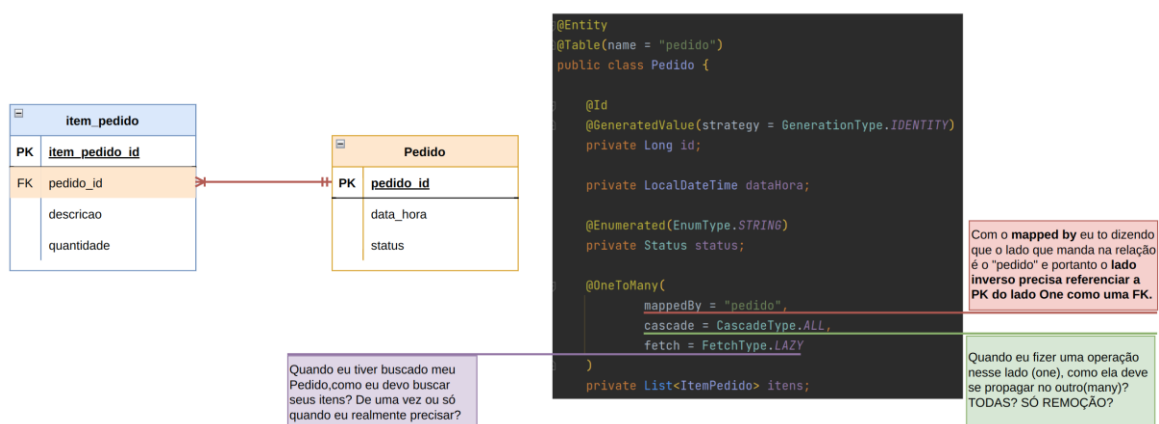 item_pedido
PK item_pedido_id
FK pedido_id
descricao
quantidade
Pedido
PK pedido_id
data_hora
status
@Entity
@Table(name = "pedido")
public class Pedido {
@Id
@GeneratedValue(strategy = GenerationType.IDENTITY)
private Long id;
private LocalDateTime dataHora;
@Enumerated(EnumType.STRING)
private Status status;
@OneToMany(
mappedBy = "pedido",
cascade = CascadeType.ALL,
fetch = FetchType.LAZY
)
private List<ItemPedido> itens;
Com o mapped by eu to dizendo
que o lado que manda na relação
é o "pedido" e portanto o lado
inverso precisa referenciar a
PK do lado One como uma FK.
Quando eu fizer uma operação
nesse lado (one), como ela deve
se propagar no outro(many)?
TODAS? SÓ REMOÇÃO?
Quando eu tiver buscado meu
Pedido,como eu devo buscar
seus itens? De uma vez ou só
quando eu realmente precisar?